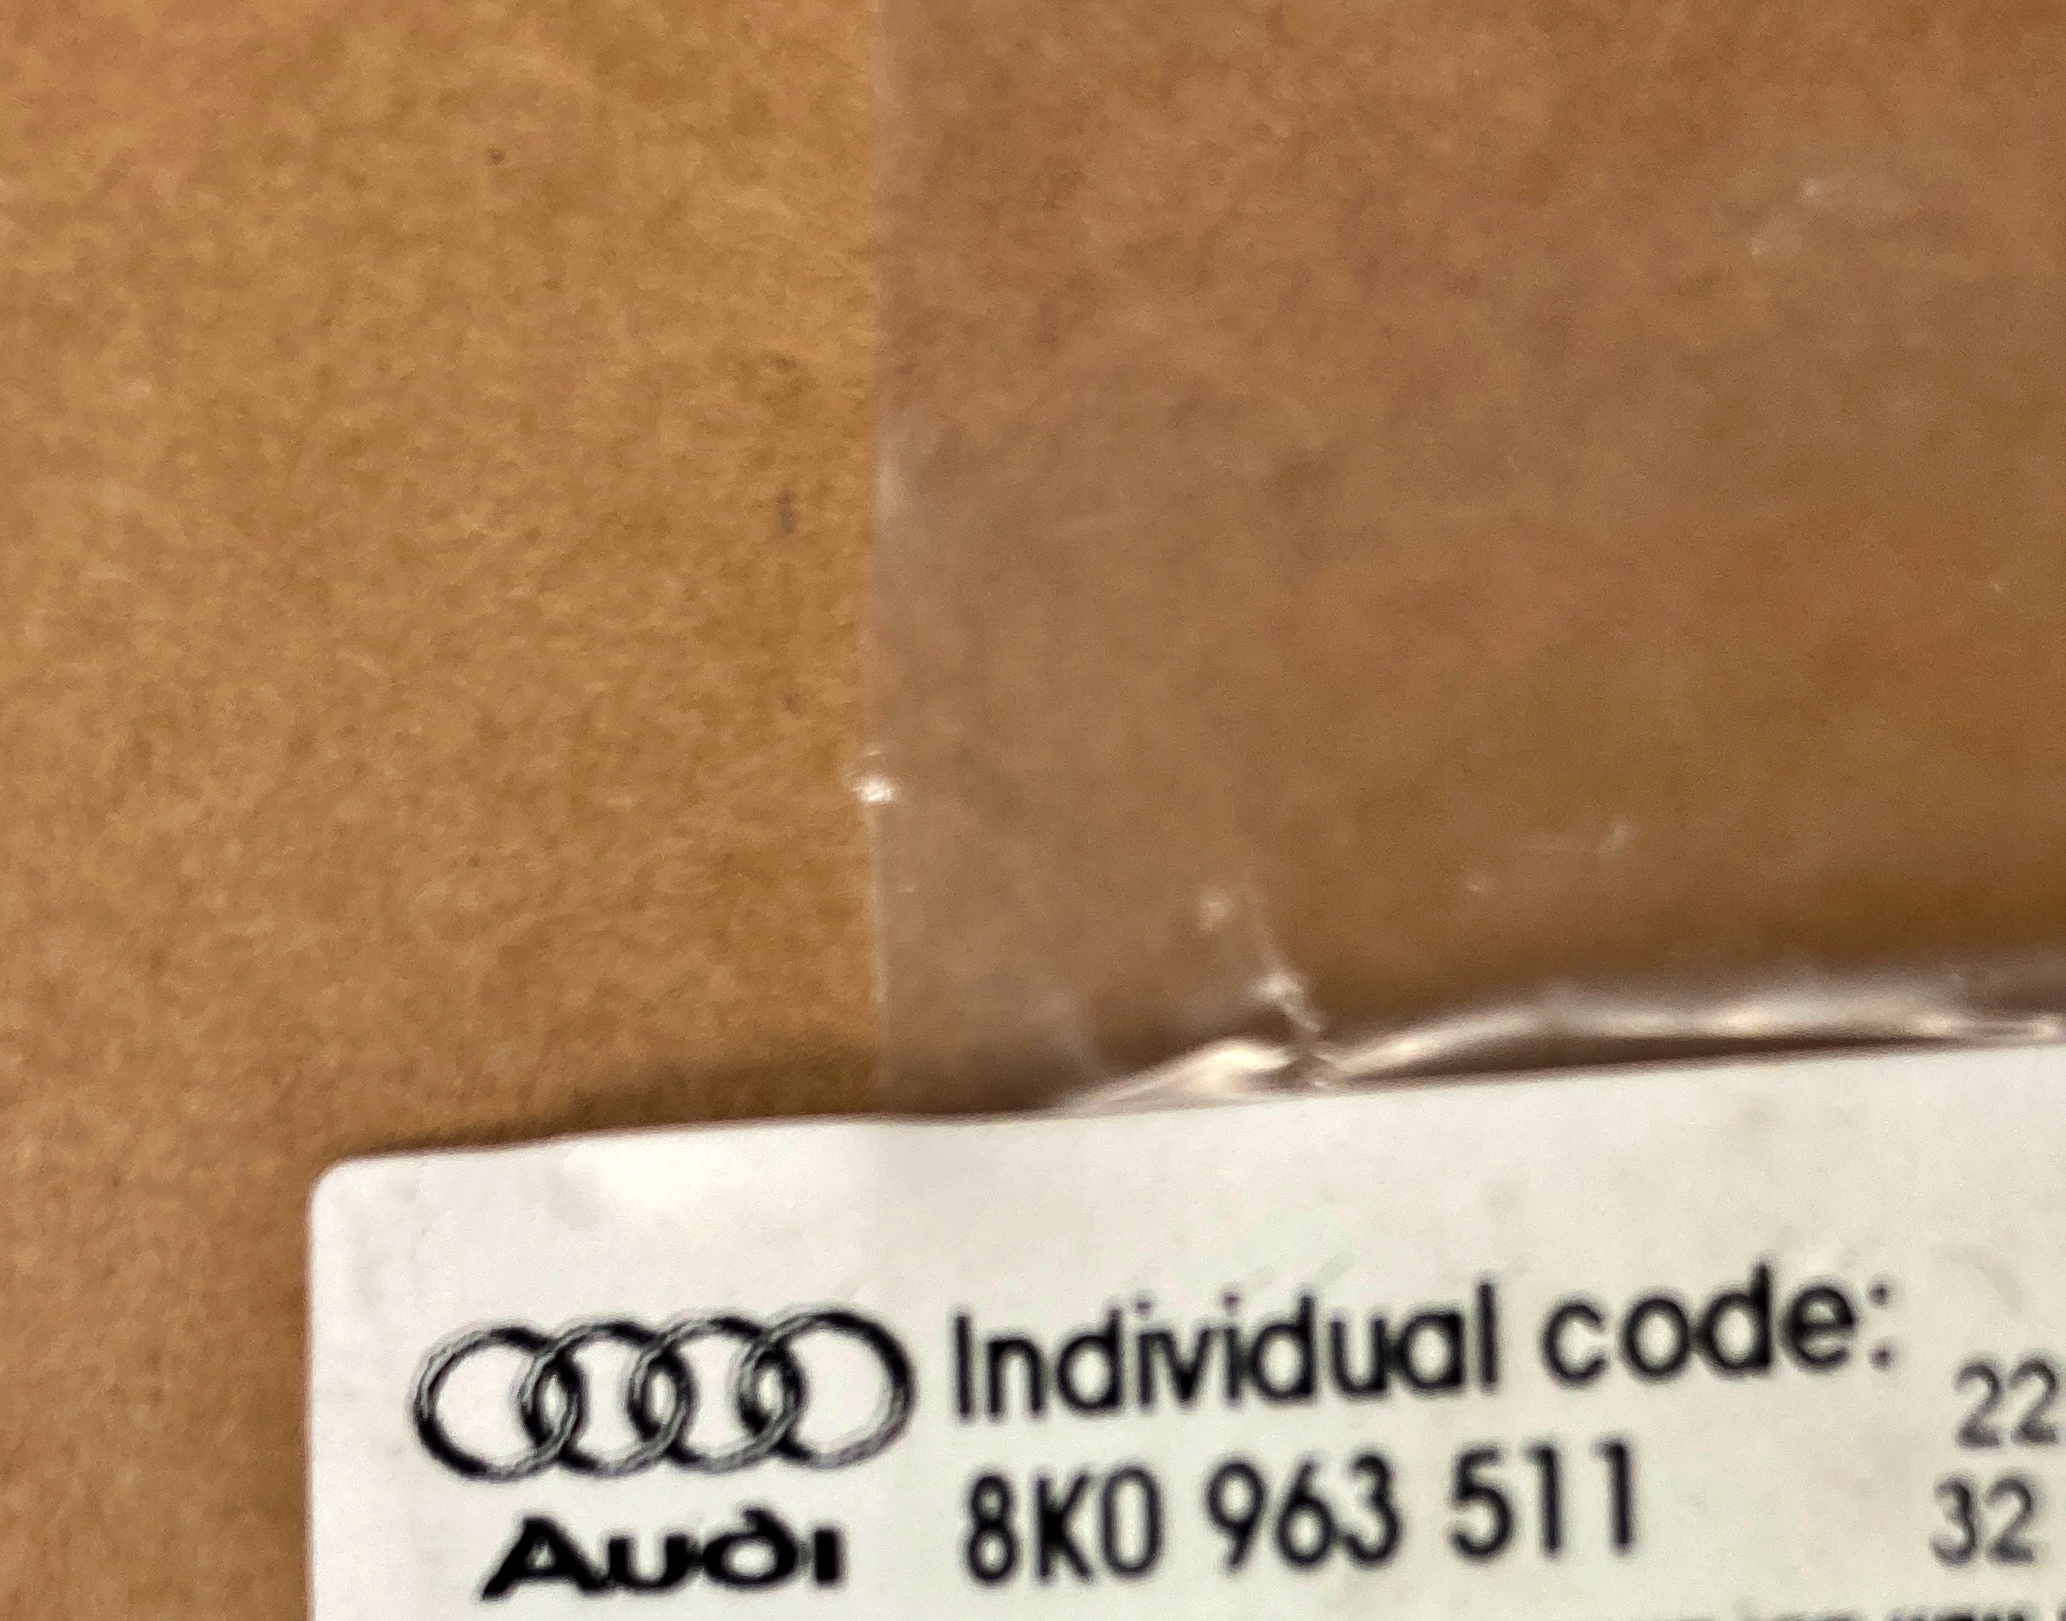 Individual code:
22
8K0 963 511
32
Audi